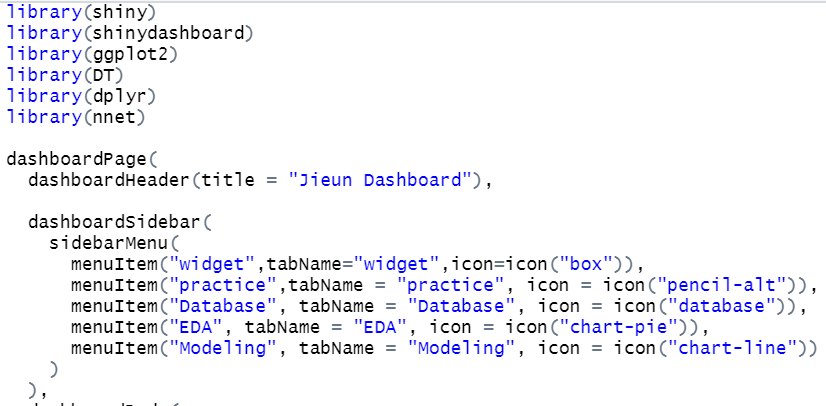 library(shiny)
library(shinydashboard)
library(ggplot2)
library(DT)
library(dplyr)
library(nnet)

dashboardPage(
  dashboardHeader(title = "Jieun Dashboard"),

  dashboardSidebar(
    sidebarMenu(
      menuItem("widget",tabName="widget",icon=icon("box")),
      menuItem("practice",tabName = "practice", icon = icon("pencil-alt")),
      menuItem("Database", tabName = "Database", icon = icon("database")),
      menuItem("EDA", tabName = "EDA", icon = icon("chart-pie")),
      menuItem("Modeling", tabName = "Modeling", icon = icon("chart-line"))
    )
  ),